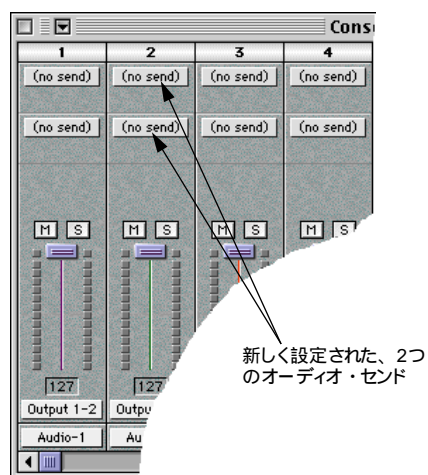 Cons
1 2 3 4
(no send) (no send) (no send) (no send)
(no send) (no send) (no send) (no send)
M S M S M S M S
新しく設定された、2つ
のオーディオ・センド
127 127
Output 1-2 Outpu
Audio-1 Au